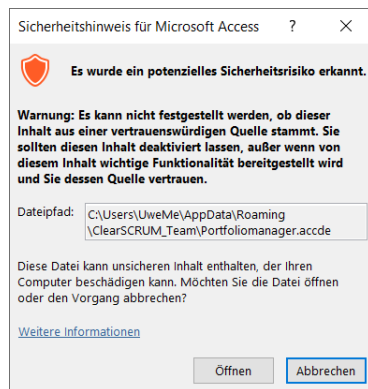 Sicherheitshinweis für Microsoft Access ? ×
Es wurde ein potenzielles Sicherheitsrisiko erkannt.
Warnung: Es kann nicht festgestellt werden, ob dieser
Inhalt aus einer vertrauenswürdigen Quelle stammt. Sie
sollten diesen Inhalt deaktiviert lassen, außer wenn von
diesem Inhalt wichtige Funktionalität bereitgestellt wird
und Sie dessen Quelle vertrauen.
Dateipfad: C:\Users\UweMe\AppData\Roaming
\ClearSCRUM_Team\Portfoliomanager.accde
Diese Datei kann unsicheren Inhalt enthalten, der Ihren
Computer beschädigen kann. Möchten Sie die Datei öffnen
oder den Vorgang abbrechen?
Weitere Informationen
Öffnen Abbrechen